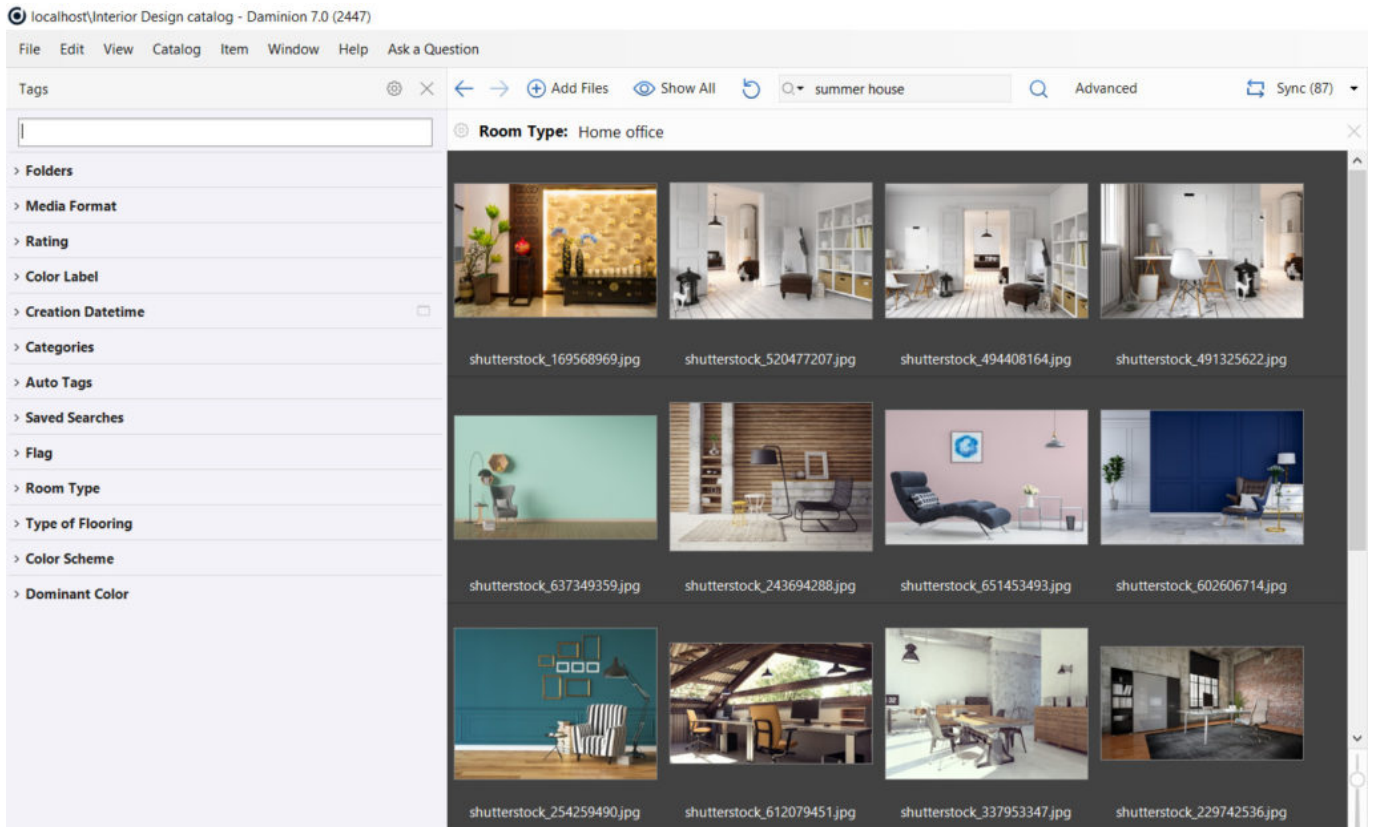 localhost\Interior Design catalog - Daminion 7.0 (2447)
File Edit View Catalog Item Window Help Ask a Question
Tags
Add Files Show All summer house Advanced Sync (87)
Room Type: Home office
Folders
Media Format
Rating
Color Label
Creation Datetime
Categories
Auto Tags
Saved Searches
Flag
Room Type
Type of Flooring
Color Scheme
Dominant Color
shutterstock_169568969.jpg shutterstock_520477207.jpg shutterstock_494408164.jpg shutterstock_491325622.jpg
shutterstock_637349359.jpg shutterstock_243694288.jpg shutterstock_651453493.jpg shutterstock_602606714.jpg
shutterstock_254259490.jpg shutterstock_612079451.jpg shutterstock_337953347.jpg shutterstock_229742536.jpg